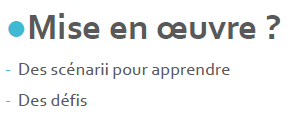 ●Mise en œuvre ?
- Des scénarii pour apprendre
- Des défis